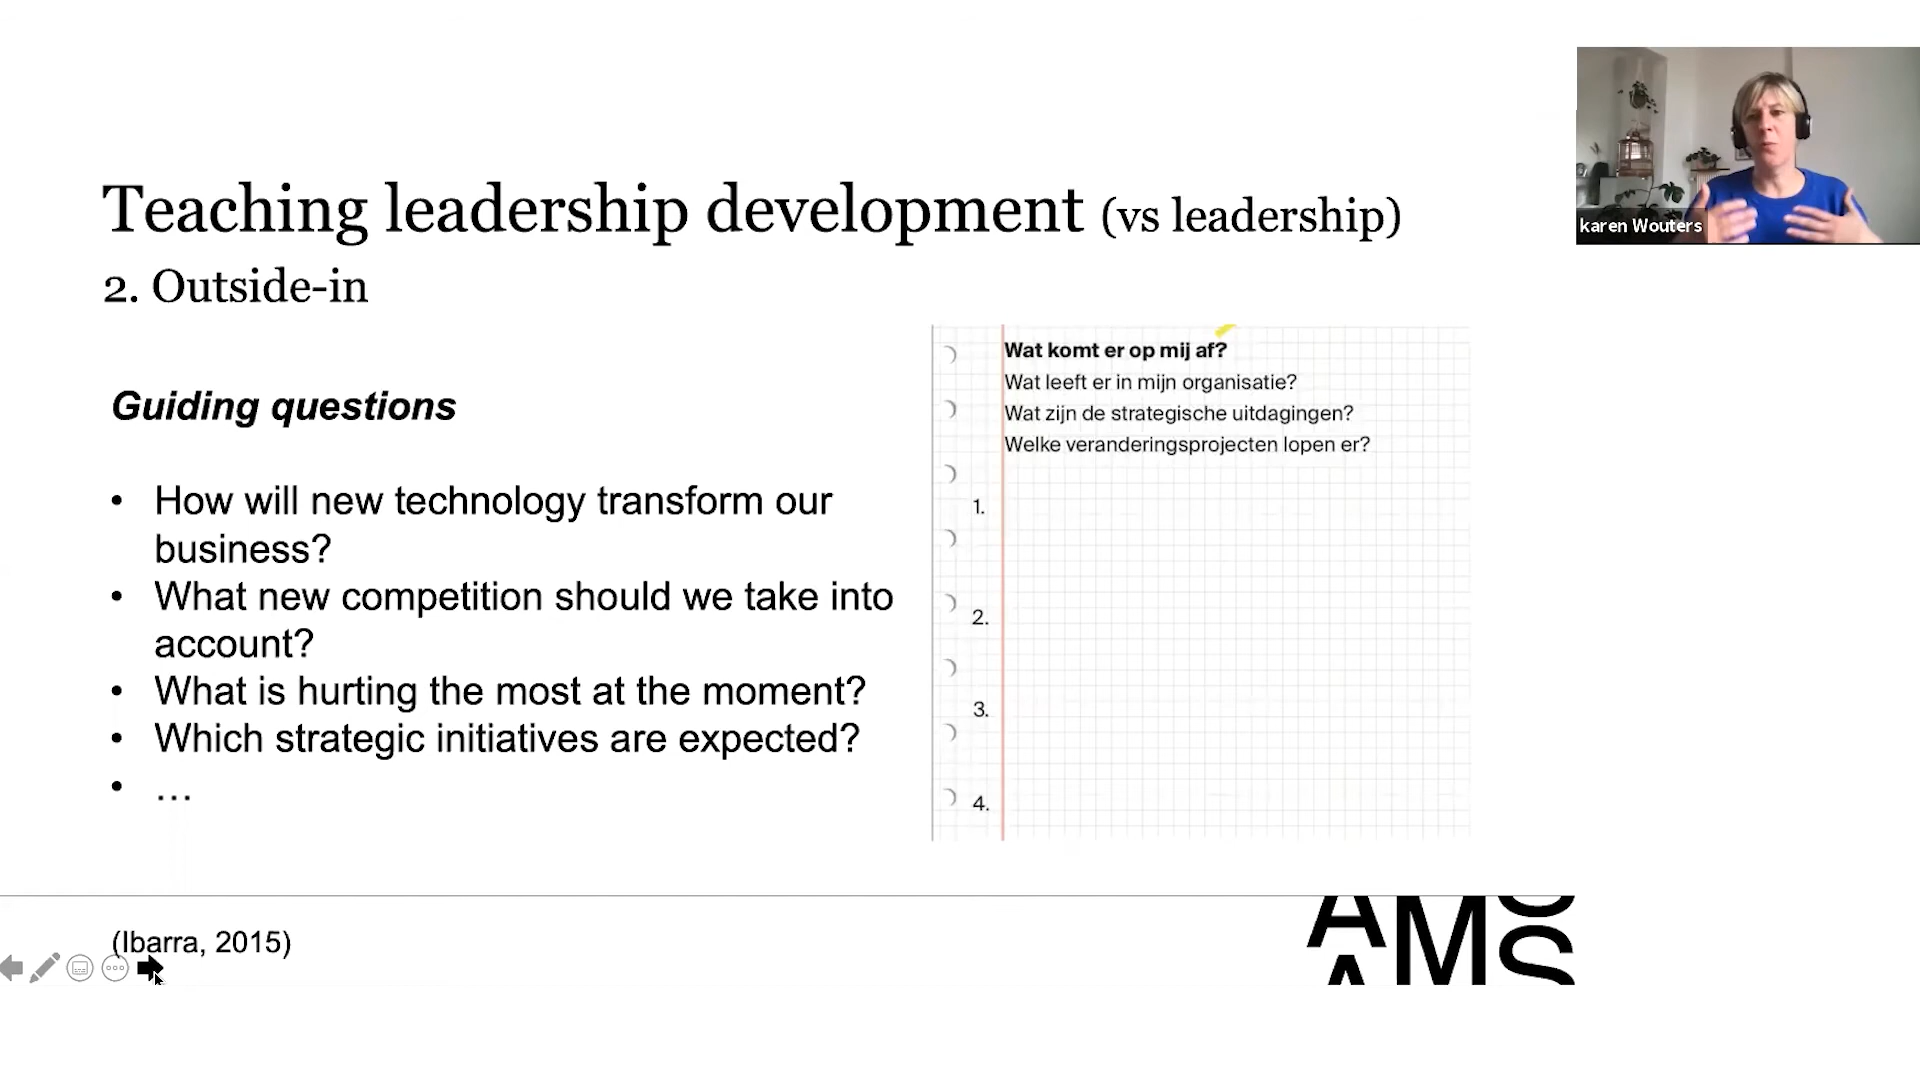 Teaching leadership development (vs leadership)
2. Outside-in
Guiding questions
• How will new technology transform our
business?
• What new competition should we take into
account?
• What is hurting the most at the moment?
• Which strategic initiatives are expected?
• ...
Wat komt er op mij af?
Wat leeft er in mijn organisatie?
Wat zijn de strategische uitdagingen?
Welke veranderingsprojecten lopen er?
1.
2.
3.
4.
(Ibarra, 2015)
AMS
karen Wouters